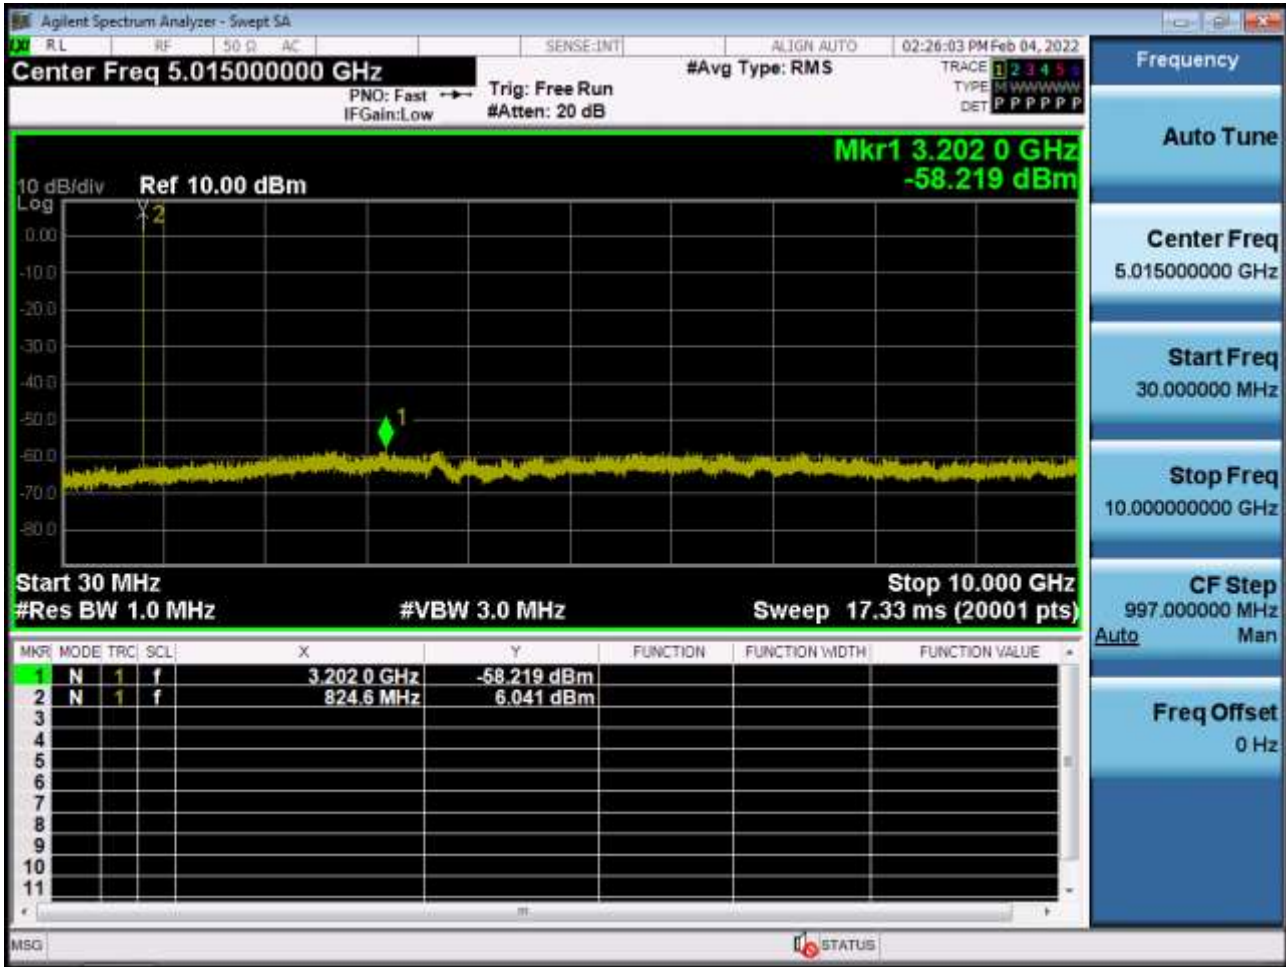 Agilent Spectrum Analyzer - Swept SA
LXI RL RF 50 Ω AC SENSE:INT ALIGN AUTO 02:26:03 PM Feb 04, 2022
Center Freq 5.015000000 GHz
PNO: Fast
IFGain:Low
Trig: Free Run
#Atten: 20 dB
#Avg Type: RMS
TRACE 1 2 3 4 5 6
TYPE M WWWWW
DET P P P P P P
Mkr1 3.202 0 GHz
-58.219 dBm
10 dB/div Ref 10.00 dBm
Log
2
0.00
-10.0
-20.0
-30.0
-40.0
-50.0
1
-60.0
-70.0
-80.0
Start 30 MHz Stop 10.000 GHz
#Res BW 1.0 MHz #VBW 3.0 MHz Sweep 17.33 ms (20001 pts)
MKR MODE TRC SCL X Y FUNCTION FUNCTION WIDTH FUNCTION VALUE
1 N 1 f 3.202 0 GHz -58.219 dBm
2 N 1 f 824.6 MHz 6.041 dBm
3
4
5
6
7
8
9
10
11
MSG STATUS
Frequency
Auto Tune
Center Freq
5.015000000 GHz
Start Freq
30.000000 MHz
Stop Freq
10.000000000 GHz
CF Step
997.000000 MHz
Auto Man
Freq Offset
0 Hz